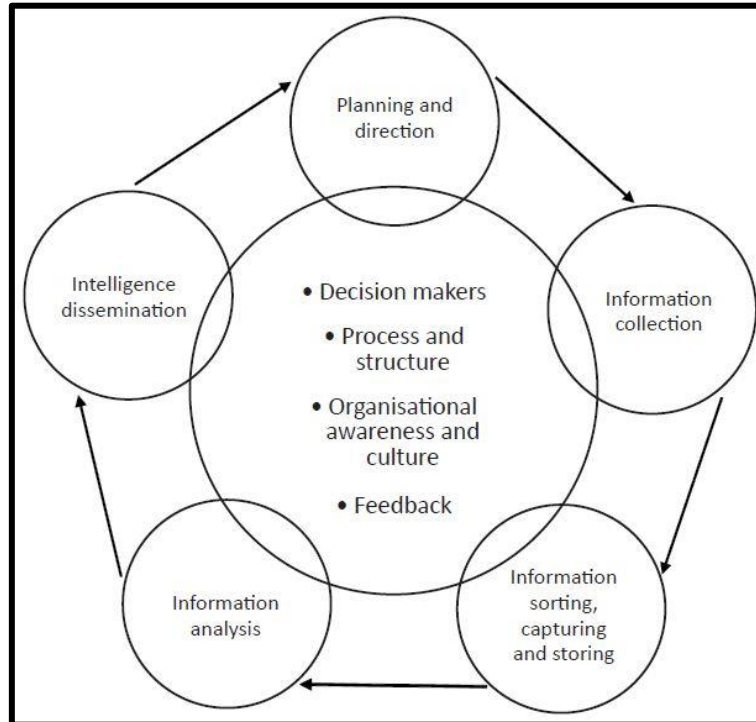 Planning and
direction
Information
collection
Information
sorting,
capturing
and storing
Information
analysis
Intelligence
dissemination
• Decision makers
• Process and
structure
• Organisational
awareness and
culture
• Feedback